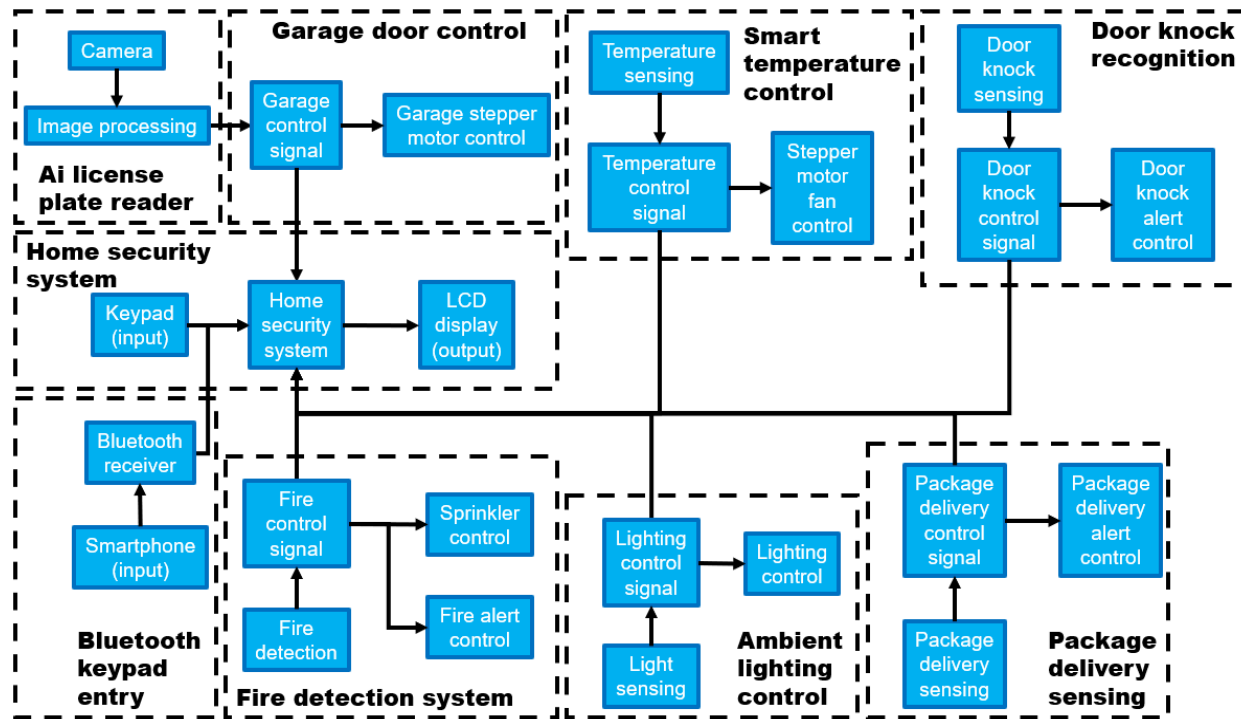 Camera
Image processing
Ai license
plate reader
Garage door control
Garage
control
signal
Garage stepper
motor control
Temperature
sensing
Smart
temperature
control
Temperature
control
signal
Stepper
motor
fan
control
Door
knock
sensing
Door knock
recognition
Door
knock
control
signal
Door
knock
alert
control
Home security
system
Keypad
(input)
Home
security
system
LCD
display
(output)
Bluetooth
receiver
Smartphone
(input)
Bluetooth
keypad
entry
Fire
control
signal
Sprinkler
control
Fire
detection
Fire alert
control
Fire detection system
Lighting
control
signal
Lighting
control
Light
sensing
Ambient
lighting
control
Package
delivery
control
signal
Package
delivery
alert
control
Package
delivery
sensing
Package
delivery
sensing